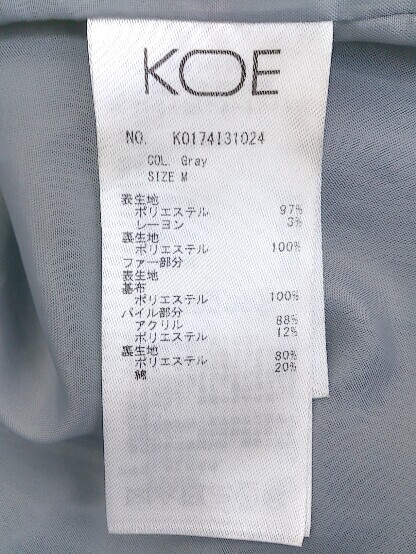 KOE
NO. K0174I31024
COL. Gray
SIZE M
表生地
ポリエステル 97%
レーヨン 3%
裏生地
ポリエステル 100%
ファー部分
表生地
基布
ポリエステル 100%
パイル部分
アクリル 88%
ポリエステル 12%
裏生地
ポリエステル 80%
綿 20%